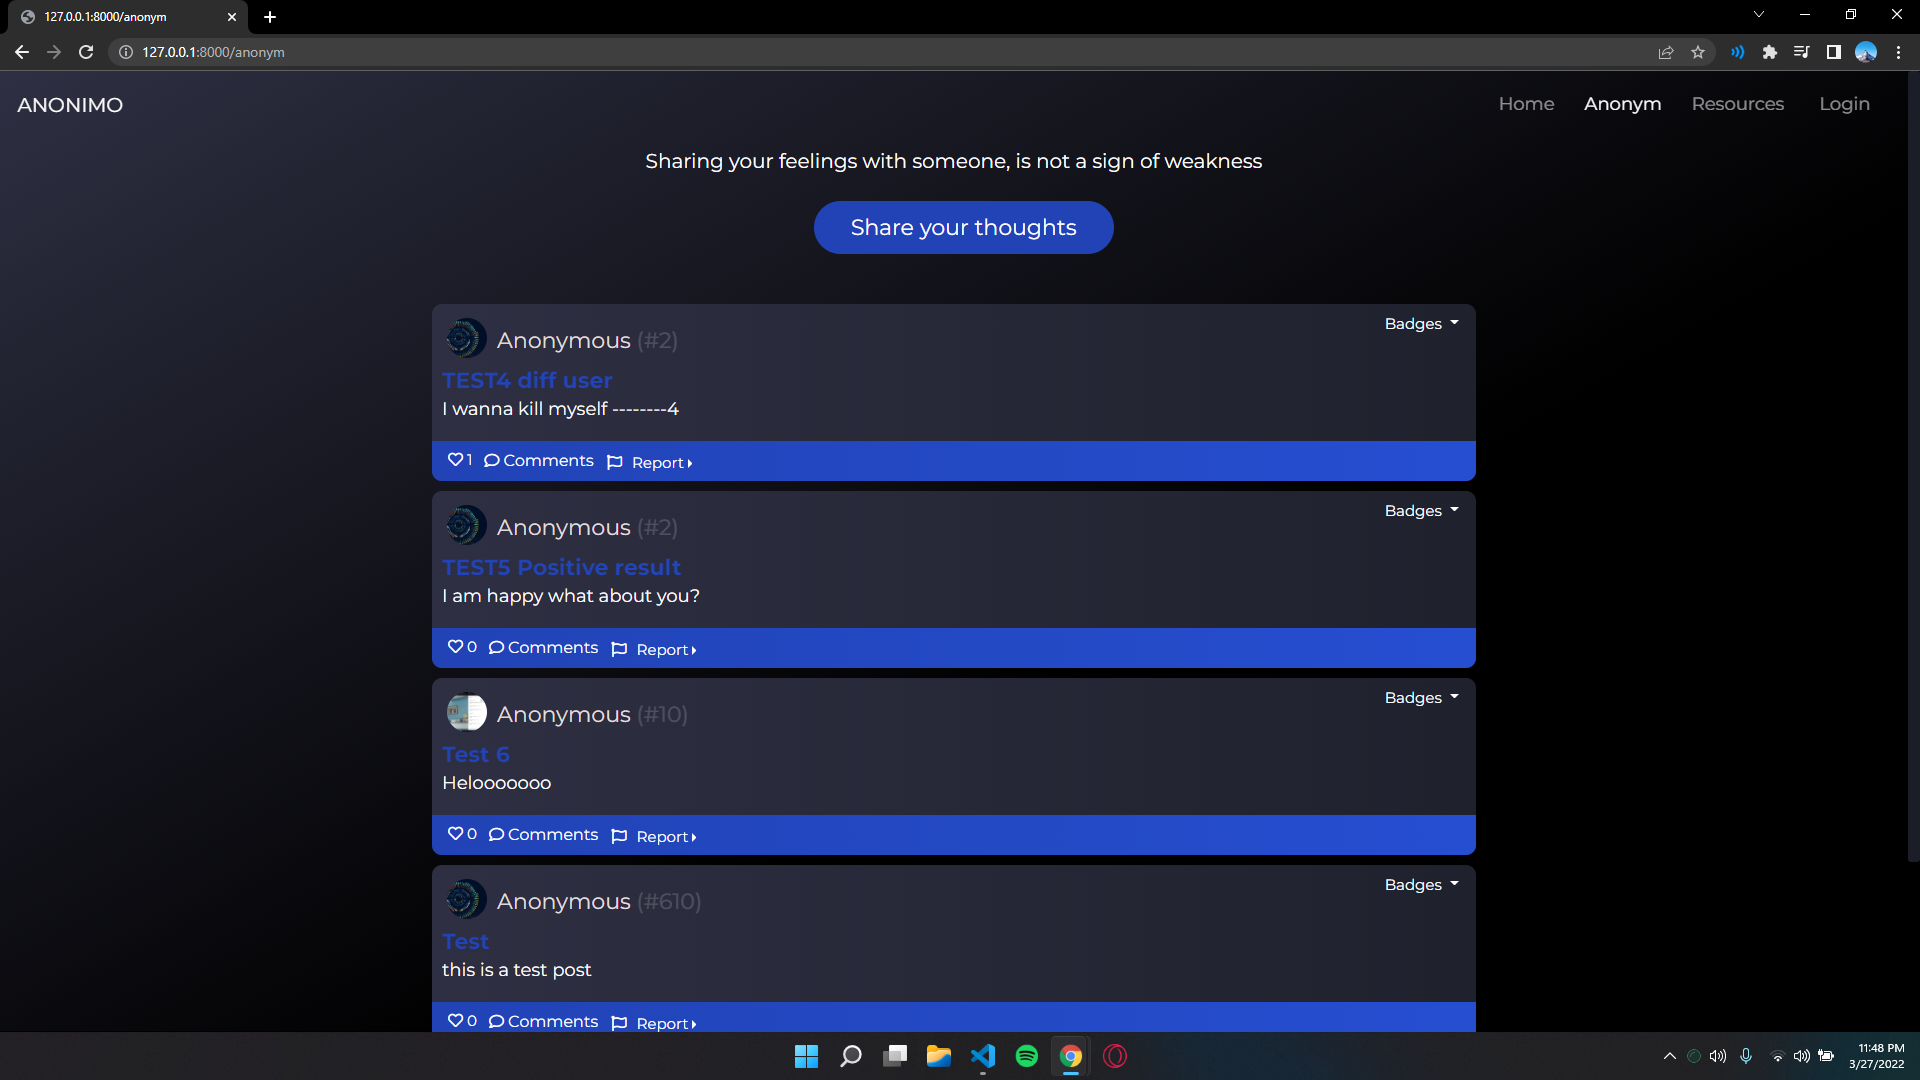 127.0.0.1:8000/anonym
127.0.0.1:8000/anonym
ANONIMO
Home Anonym Resources Login
Sharing your feelings with someone, is not a sign of weakness
Share your thoughts
Anonymous (#2)
Badges
TEST4 diff user
I wanna kill myself --------4
1 Comments Report
Anonymous (#2)
Badges
TEST5 Positive result
I am happy what about you?
0 Comments Report
Anonymous (#10)
Badges
Test 6
Helooooooo
0 Comments Report
Anonymous (#610)
Badges
Test
this is a test post
0 Comments Report
11:48 PM
3/27/2022